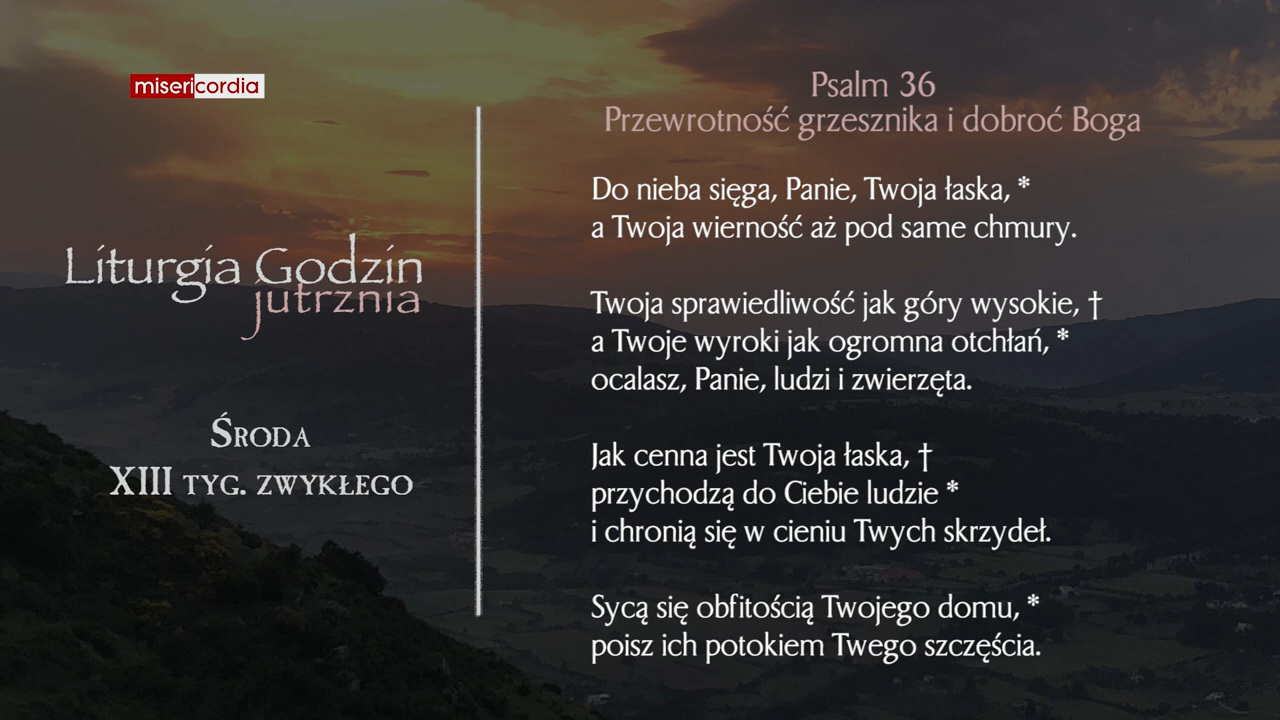 misericordia
Liturgia Godzin
jutrznia
Środa
XIII tyg. zwykłego
Psalm 36
Przewrotność grzesznika i dobroć Boga
Do nieba sięga, Panie, Twoja łaska, *
a Twoja wierność aż pod same chmury.
Twoja sprawiedliwość jak góry wysokie, †
a Twoje wyroki jak ogromna otchłań, *
ocalasz, Panie, ludzi i zwierzęta.
Jak cenna jest Twoja łaska, †
przychodzą do Ciebie ludzie *
i chronią się w cieniu Twych skrzydeł.
Sycą się obfitością Twojego domu, *
poisz ich potokiem Twego szczęścia.